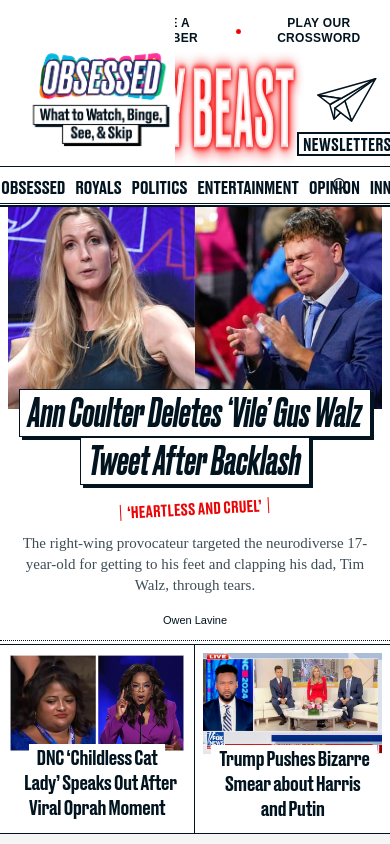 E A
BER
PLAY OUR
CROSSWORD
OBSESSED
What to Watch, Binge,
See, & Skip
Y BEAST
NEWSLETTERS
OBSESSED ROYALS POLITICS ENTERTAINMENT OPINION INN
Ann Coulter Deletes ‘Vile’ Gus Walz
Tweet After Backlash
‘HEARTLESS AND CRUEL’
The right-wing provocateur targeted the neurodiverse 17-
year-old for getting to his feet and clapping his dad, Tim
Walz, through tears.
Owen Lavine
DNC ‘Childless Cat
Lady’ Speaks Out After
Viral Oprah Moment
LIVE
FOX
NEWS
Trump Pushes Bizarre
Smear about Harris
and Putin